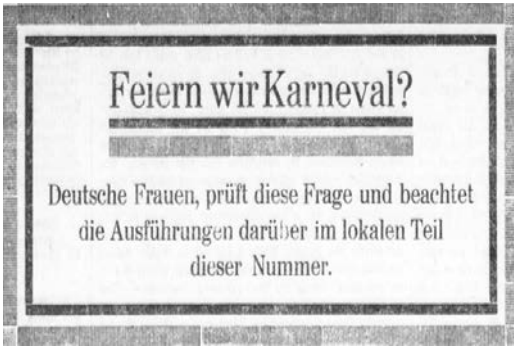 Feiern wir Karneval?
Deutsche Frauen, prüft diese Frage und beachtet
die Ausführungen darüber im lokalen Teil
dieser Nummer.